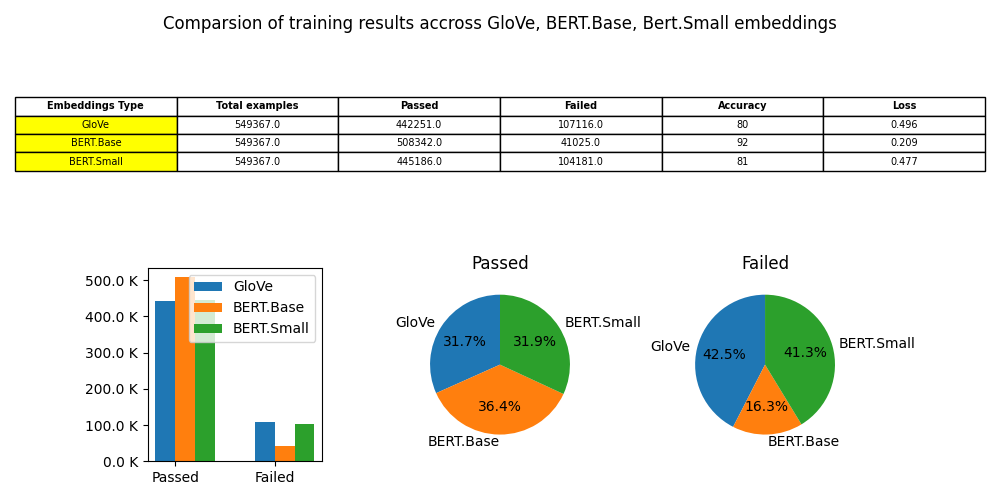 Comparsion of training results accross GloVe, BERT.Base, Bert.Small embeddings
Embeddings Type Total examples Passed Failed Accuracy Loss
GloVe 549367.0 442251.0 107116.0 80 0.496
BERT.Base 549367.0 508342.0 41025.0 92 0.209
BERT.Small 549367.0 445186.0 104181.0 81 0.477
500.0 K
400.0 K
300.0 K
200.0 K
100.0 K
0.0 K
Passed Failed
GloVe
BERT.Base
BERT.Small
Passed
GloVe
31.7%
31.9%
BERT.Small
36.4%
BERT.Base
Failed
GloVe
42.5%
41.3%
BERT.Small
16.3%
BERT.Base